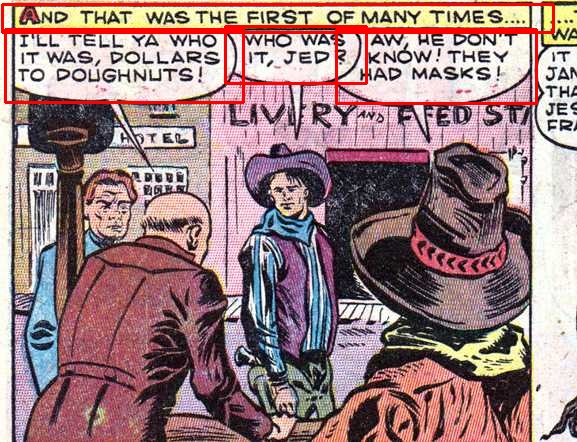 AND THAT WAS THE FIRST OF MANY TIMES....
I'LL TELL YA WHO
IT WAS, DOLLARS
TO DOUGHNUTS!
WHO WAS
IT, JED?
AW, HE DON'T
KNOW! THEY
HAD MASKS!
HOTEL
LIVERY AND FEED
IT